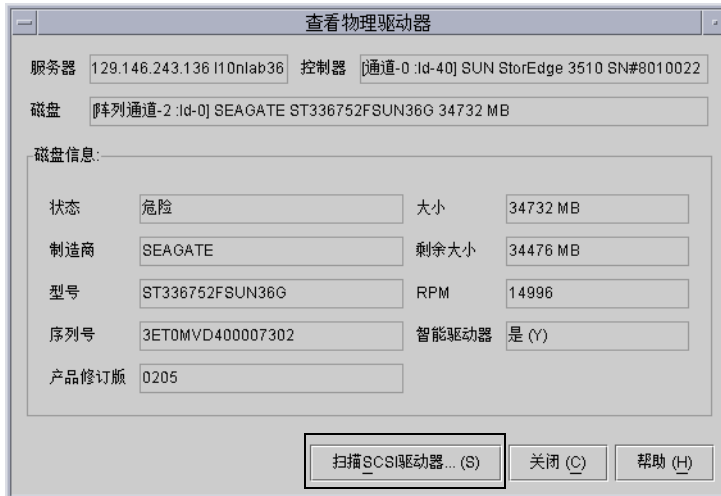 查看物理驱动器
服务器 129.146.243.136 l10nlab36 控制器 [通道-0 :Id-40] SUN StorEdge 3510 SN#8010022
磁盘 [阵列通道-2 :Id-0] SEAGATE ST336752FSUN36G 34732 MB
磁盘信息:
状态 危险 大小 34732 MB
制造商 SEAGATE 剩余大小 34476 MB
型号 ST336752FSUN36G RPM 14996
序列号 3ET0MVD400007302 智能驱动器 是 (Y)
产品修订版 0205
扫描SCSI驱动器... (S) 关闭 (C) 帮助 (H)